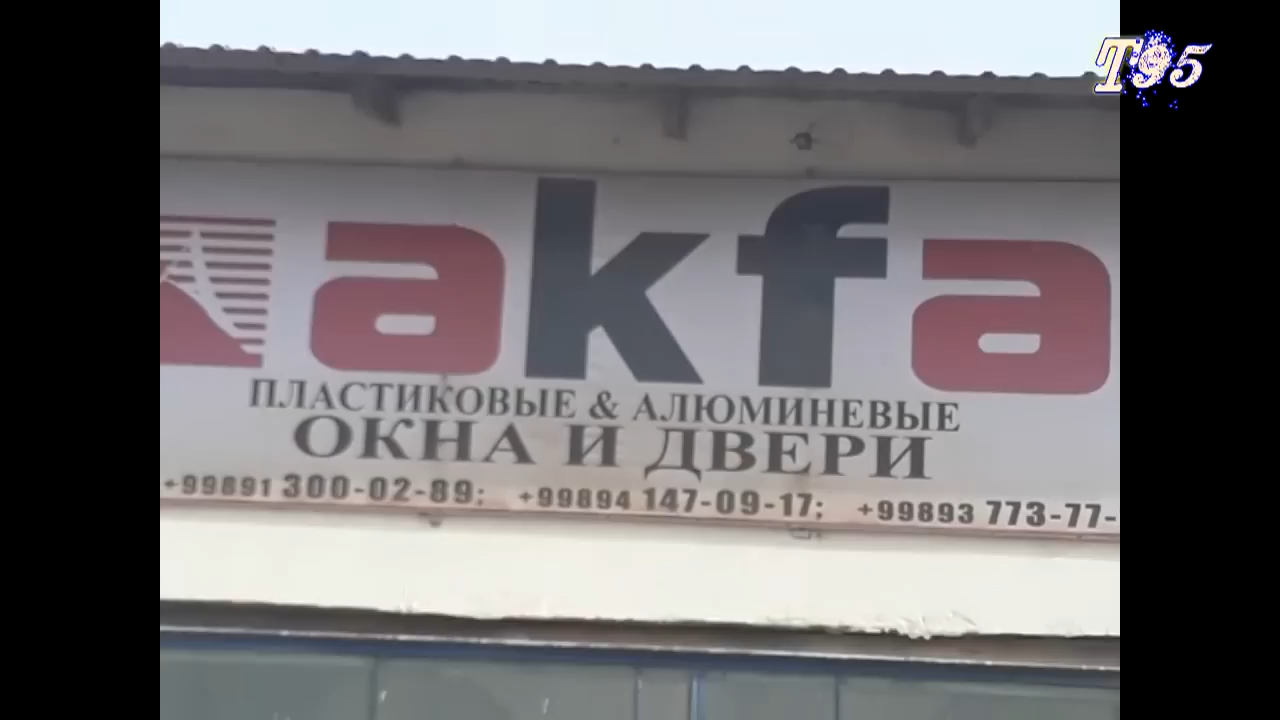 T95
akfa
ПЛАСТИКОВЫЕ & АЛЮМИНЕВЫЕ
ОКНА И ДВЕРИ
+99891 300-02-89; +99894 147-09-17; +99893 773-77-